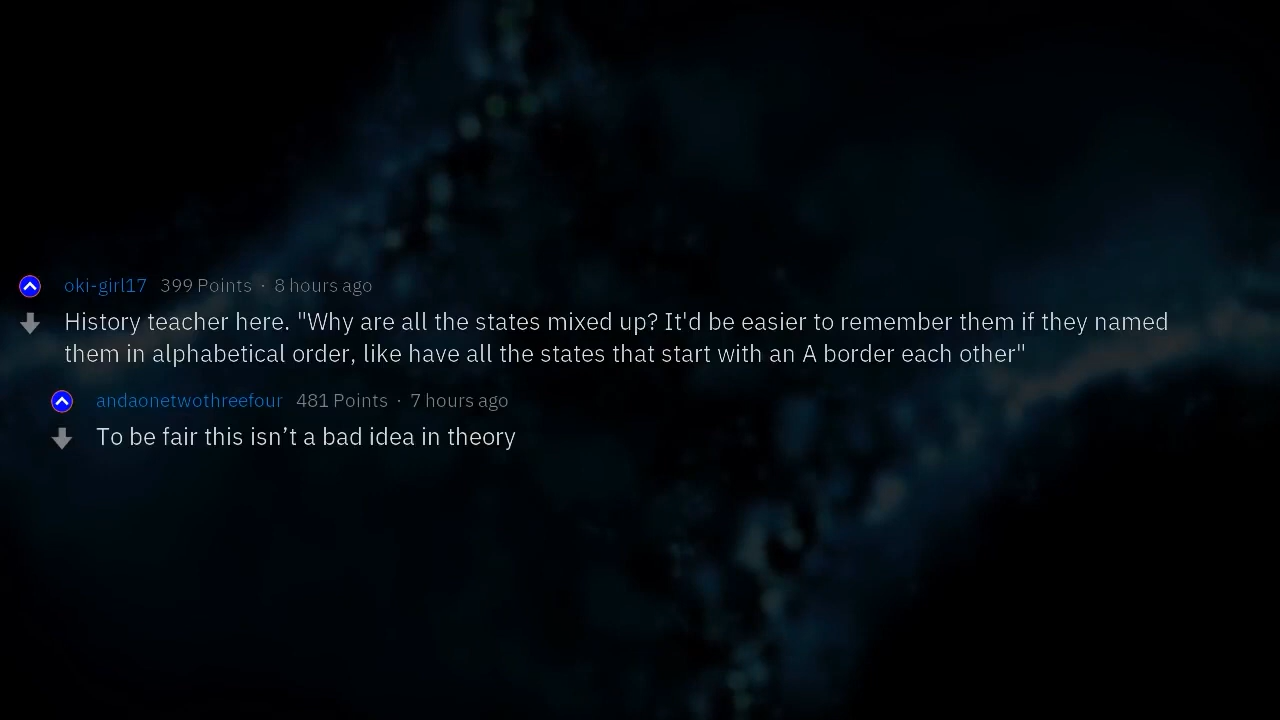 oki-girl17 399 Points · 8 hours ago
History teacher here. "Why are all the states mixed up? It'd be easier to remember them if they named
them in alphabetical order, like have all the states that start with an A border each other"
andaonetwothreefour 481 Points · 7 hours ago
To be fair this isn’t a bad idea in theory